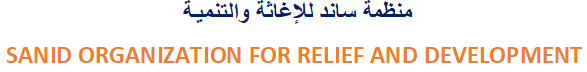 منظمة ساند للإغاثة والتنمية
SANID ORGANIZATION FOR RELIEF AND DEVELOPMENT